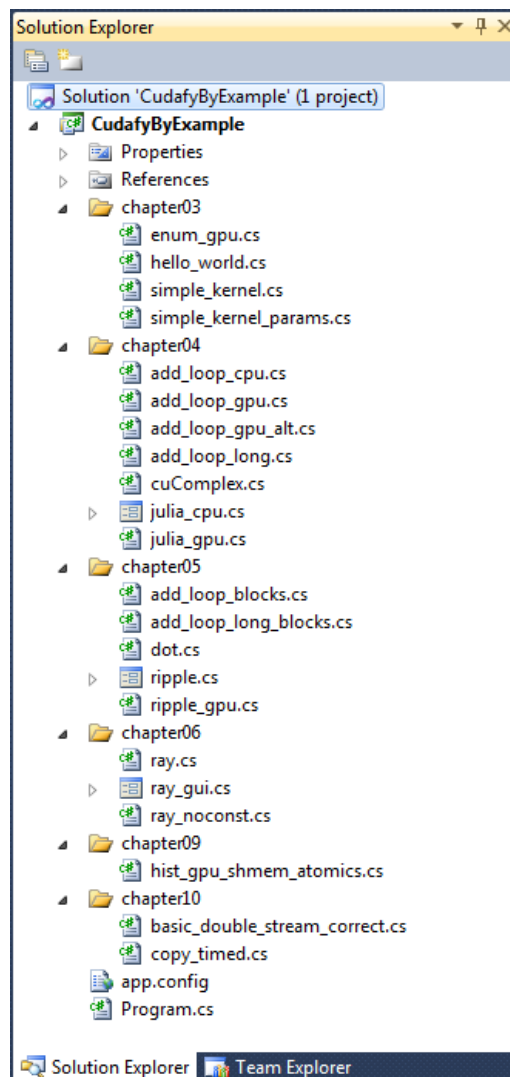 Solution Explorer
Solution 'CudafyByExample' (1 project)
CudafyByExample
Properties
References
chapter03
enum_gpu.cs
hello_world.cs
simple_kernel.cs
simple_kernel_params.cs
chapter04
add_loop_cpu.cs
add_loop_gpu.cs
add_loop_gpu_alt.cs
add_loop_long.cs
cuComplex.cs
julia_cpu.cs
julia_gpu.cs
chapter05
add_loop_blocks.cs
add_loop_long_blocks.cs
dot.cs
ripple.cs
ripple_gpu.cs
chapter06
ray.cs
ray_gui.cs
ray_noconst.cs
chapter09
hist_gpu_shmem_atomics.cs
chapter10
basic_double_stream_correct.cs
copy_timed.cs
app.config
Program.cs
Solution Explorer Team Explorer